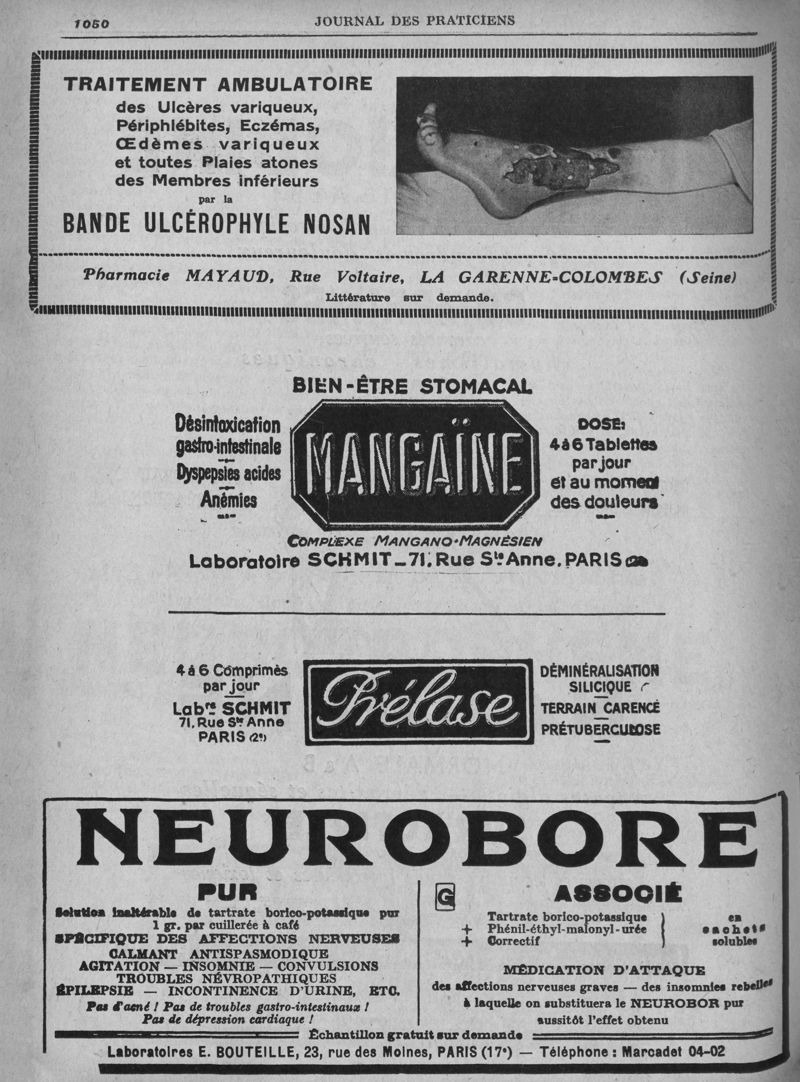 1050
JOURNAL DES PRATICIENS
TRAITEMENT AMBULATOIRE
des Ulcères variqueux,
Périphlébites, Eczémas,
Œdèmes variqueux
et toutes Plaies atones
des Membres inférieurs
par la
BANDE ULCÉROPHYLE NOSAN
Pharmacie MAYAUD, Rue Voltaire, LA GARENNE-COLOMBES (Seine)
Littérature sur demande.
BIEN-ÊTRE STOMACAL
Désintoxication
gastro-intestinale
Dyspepsies acides
Anémies
MANGAÏNE
DOSE:
4 à 6 Tablettes
par jour
et au moment
des douleurs
COMPLEXE MANGANO-MAGNÉSIEN
Laboratoire SCHMIT_71, Rue Ste Anne, PARIS
4 à 6 Comprimés
par jour
Labre SCHMIT
71, Rue Ste Anne
PARIS (2e)
Prélase
DÉMINÉRALISATION
SILICIQUE
TERRAIN CARENCÉ
PRÉTUBERCULOSE
NEUROBORE
PUR
Solution inaltérable de tartrate borico-potassique pur
1 gr. par cuillerée à café
SPÉCIFIQUE DES AFFECTIONS NERVEUSES
CALMANT ANTISPASMODIQUE
AGITATION — INSOMNIE — CONVULSIONS
TROUBLES NÉVROPATHIQUES
ÉPILEPSIE — INCONTINENCE D'URINE, ETC.
Pas d'acné ! Pas de troubles gastro-intestinaux !
Pas de dépression cardiaque !
G
ASSOCIÉ
Tartrate borico-potassique
+ Phénil-éthyl-malonyl-urée
+ Correctif
en
sachets
solubles
MÉDICATION D'ATTAQUE
des affections nerveuses graves — des insomnies rebelles
à laquelle on substituera le NEUROBOR pur
aussitôt l'effet obtenu
Échantillon gratuit sur demande
Laboratoires E. BOUTEILLE, 23, rue des Moines, PARIS (17e) — Téléphone : Marcadet 04-02